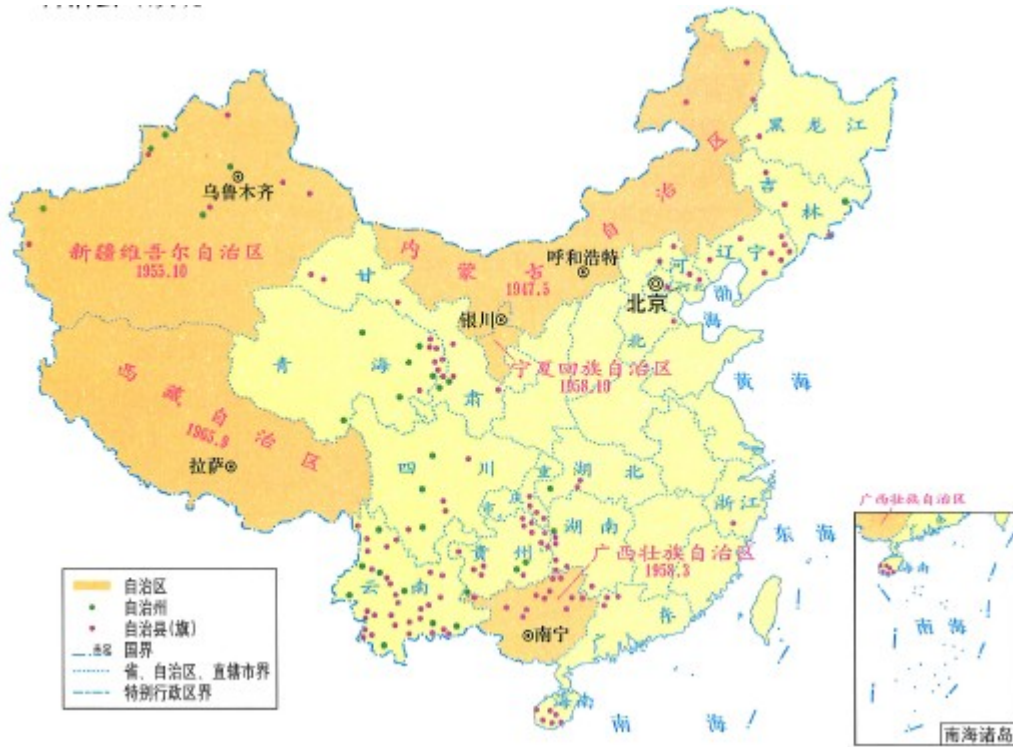 黑龙江
吉林
辽宁
乌鲁木齐
新疆维吾尔自治区
1955.10
内蒙古自治区
1947.5
呼和浩特
北京
河北
渤海
银川
宁夏回族自治区
1958.10
甘肃
青海
黄海
西藏自治区
1965.9
拉萨
四川
重庆市
湖北
浙江
湖南
东海
贵州
广西壮族自治区
1958.3
云南
广东
南宁
海南
南海
广西壮族自治区
海南
南海
南海诸岛
自治区
自治州
自治县(旗)
国界
省、自治区、直辖市界
特别行政区界